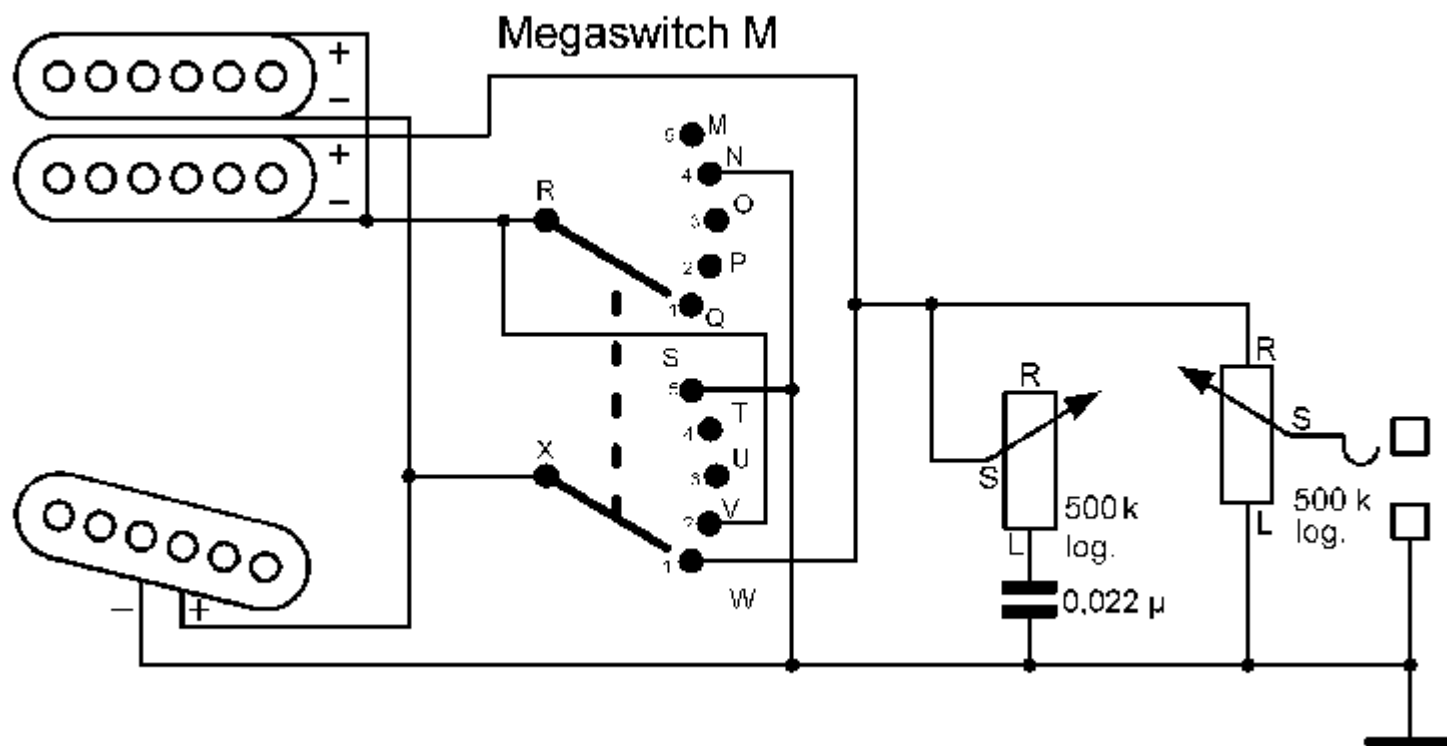 Megaswitch M
+
−
+
−
5 M
4 N
R
3 O
2 P
1 Q
S
5
T
4
X
U
3
V
2
1
W
R
S
L
500 k
log.
0,022 µ
R
S
L
500 k
log.
− +